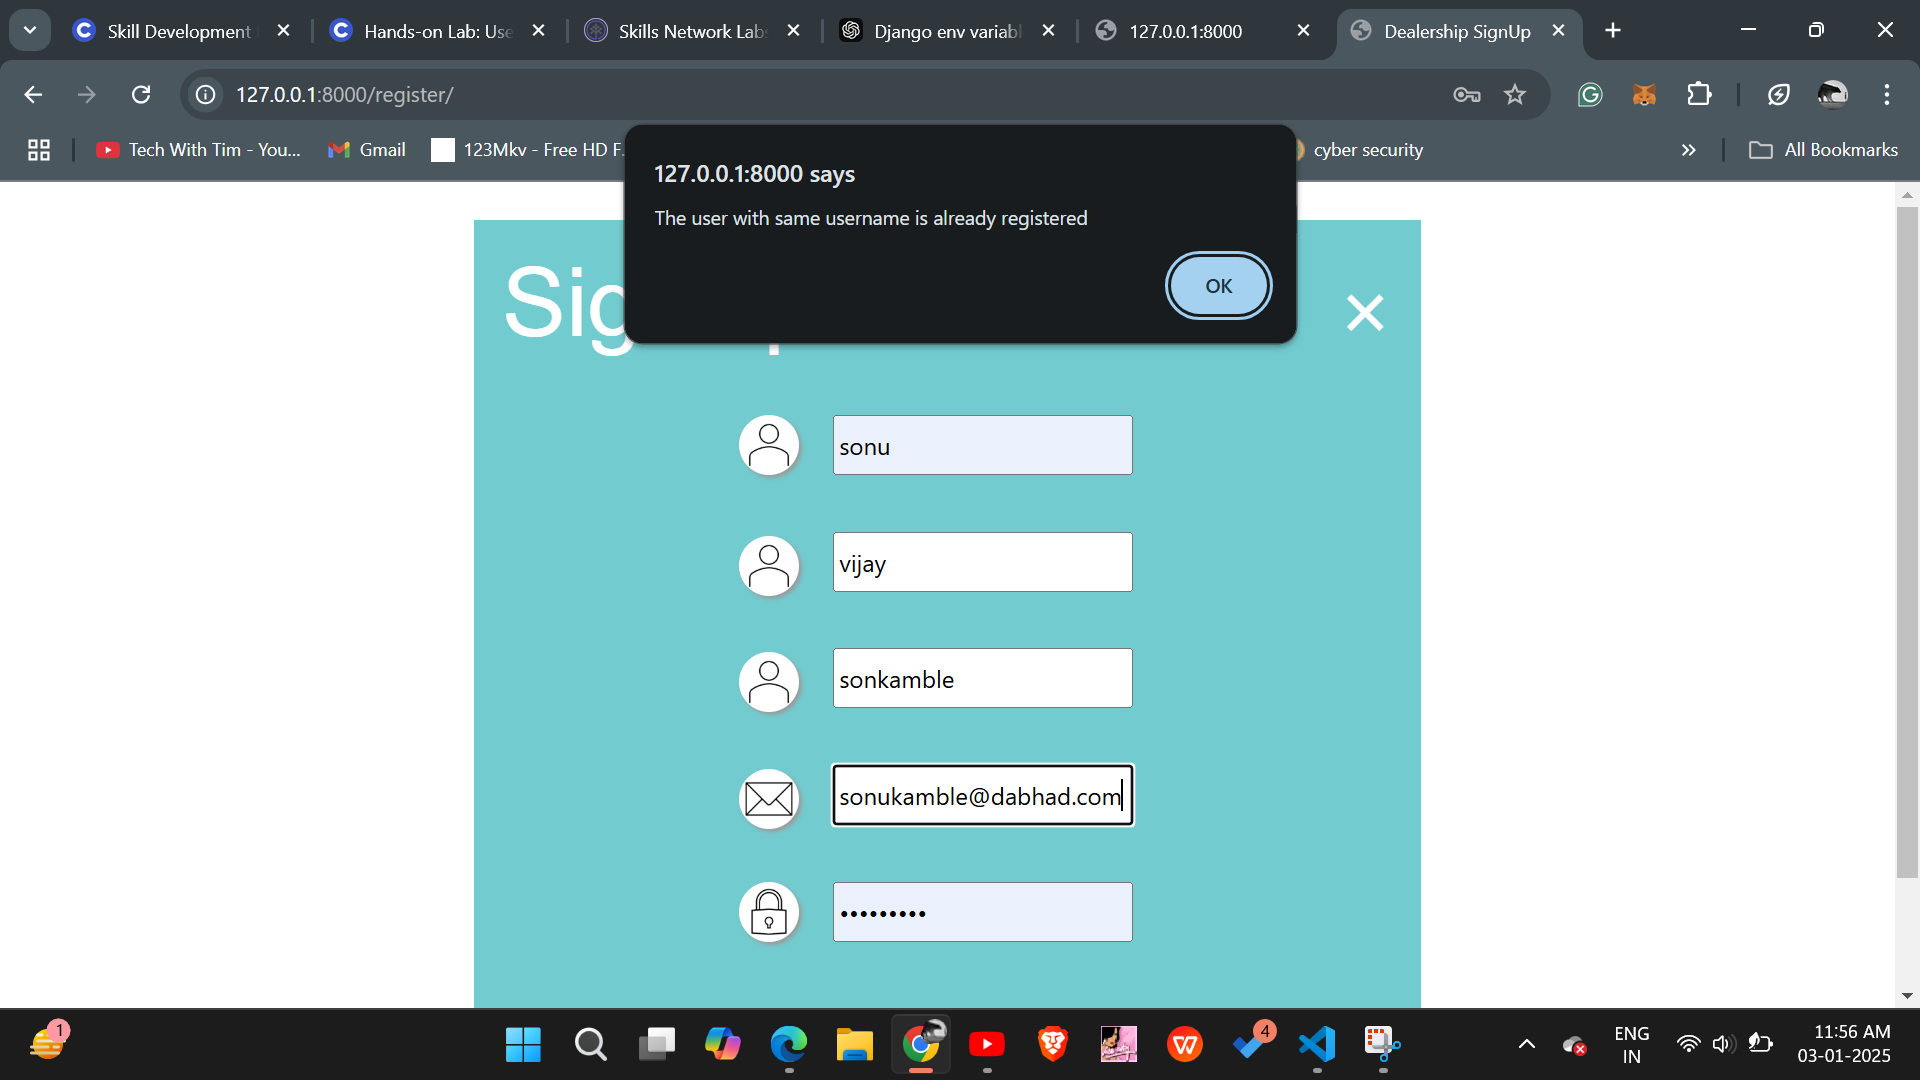 Skill Development
Hands-on Lab: Use
Skills Network Labs
Django env variabl
127.0.0.1:8000
Dealership SignUp
127.0.0.1:8000/register/
Tech With Tim - You...
Gmail
123Mkv - Free HD F.
cyber security
All Bookmarks
127.0.0.1:8000 says
The user with same username is already registered
OK
Sig
sonu
vijay
sonkamble
sonukamble@dabhad.com
1
4
ENG
IN
11:56 AM
03-01-2025